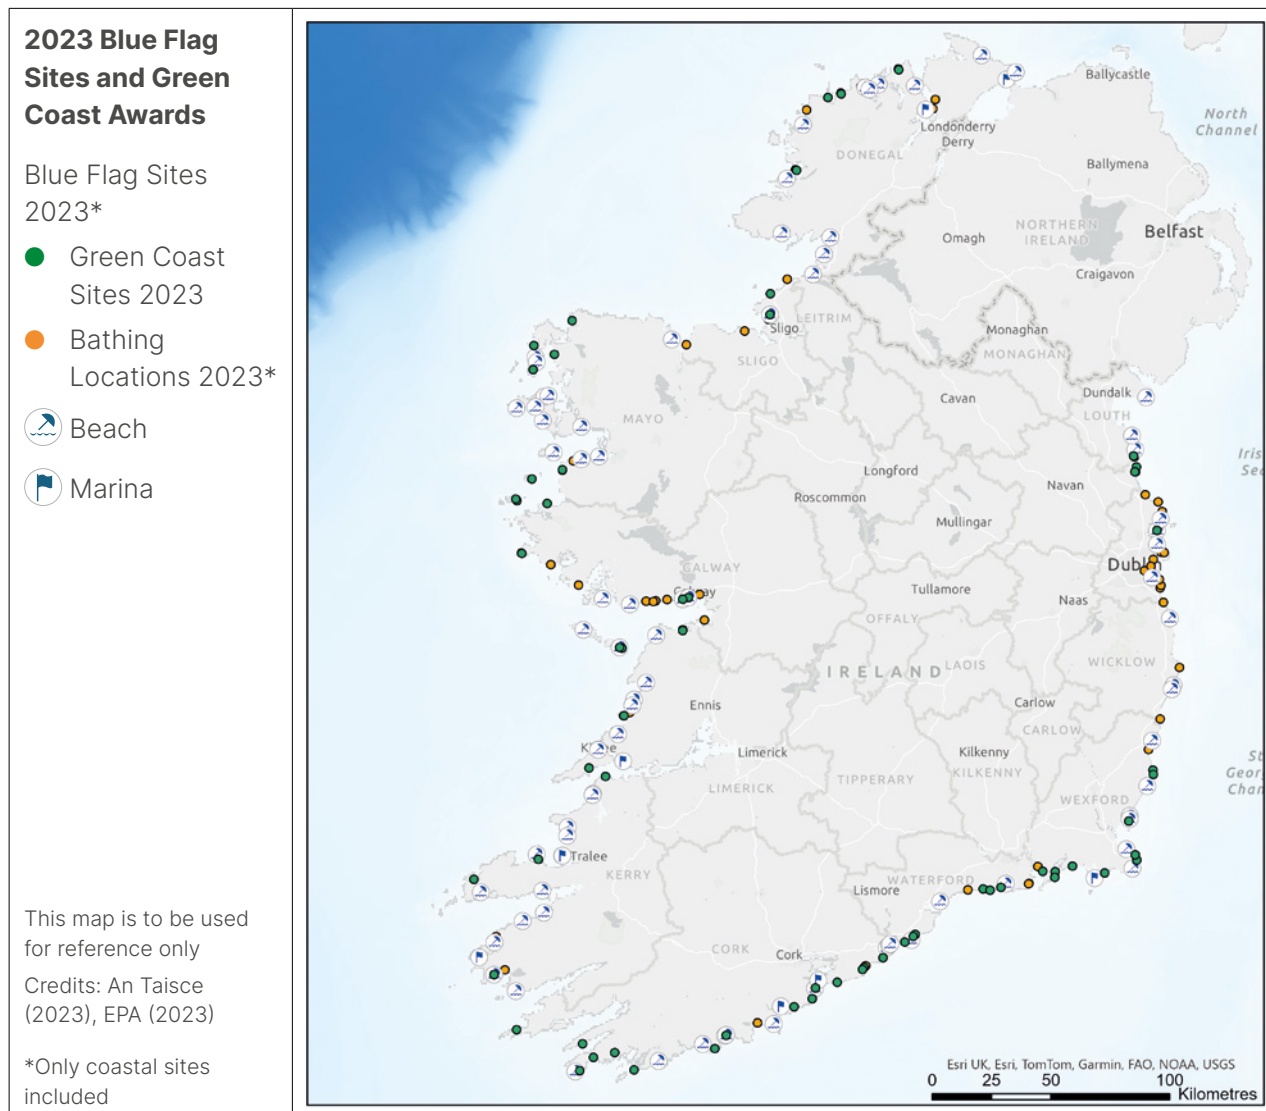 2023 Blue Flag
Sites and Green
Coast Awards
Blue Flag Sites
2023*
Green Coast
Sites 2023
Bathing
Locations 2023*
Beach
Marina
This map is to be used
for reference only
Credits: An Taisce
(2023), EPA (2023)
*Only coastal sites
included
Ballycastle
North
Channel
Londonderry
Derry
DONEGAL
Ballymena
NORTHERN
IRELAND
Belfast
Omagh
Craigavon
LEITRIM
Sligo
Monaghan
MONAGHAN
SLIGO
Dundalk
Cavan
LOUTH
MAYO
Longford
Navan
Roscommon
Mullingar
Dublin
GALWAY
Tullamore
Naas
OFFALY
WICKLOW
IRELAND
LAOIS
Ennis
Carlow
CARLOW
Limerick
Kilkenny
KILKENNY
TIPPERARY
LIMERICK
WEXFORD
Tralee
KERRY
WATERFORD
Lismore
CORK
Cork
Esri UK, Esri, TomTom, Garmin, FAO, NOAA, USGS
0 25 50 100
Kilometres